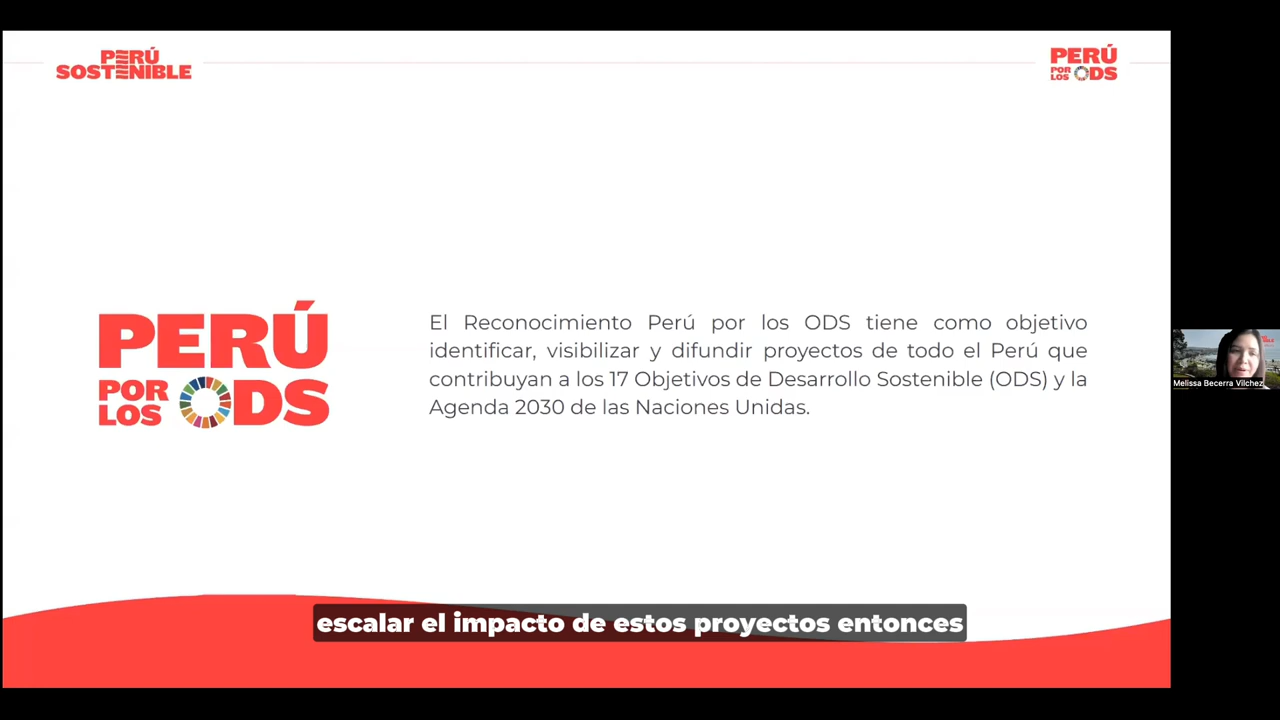 PERÚ
SOSTENIBLE
PERÚ
POR
LOS ODS
PERÚ
POR
LOS ODS
El Reconocimiento Perú por los ODS tiene como objetivo
identificar, visibilizar y difundir proyectos de todo el Perú que
contribuyan a los 17 Objetivos de Desarrollo Sostenible (ODS) y la
Agenda 2030 de las Naciones Unidas.
Melissa Becerra Vilchez
escalar el impacto de estos proyectos entonces